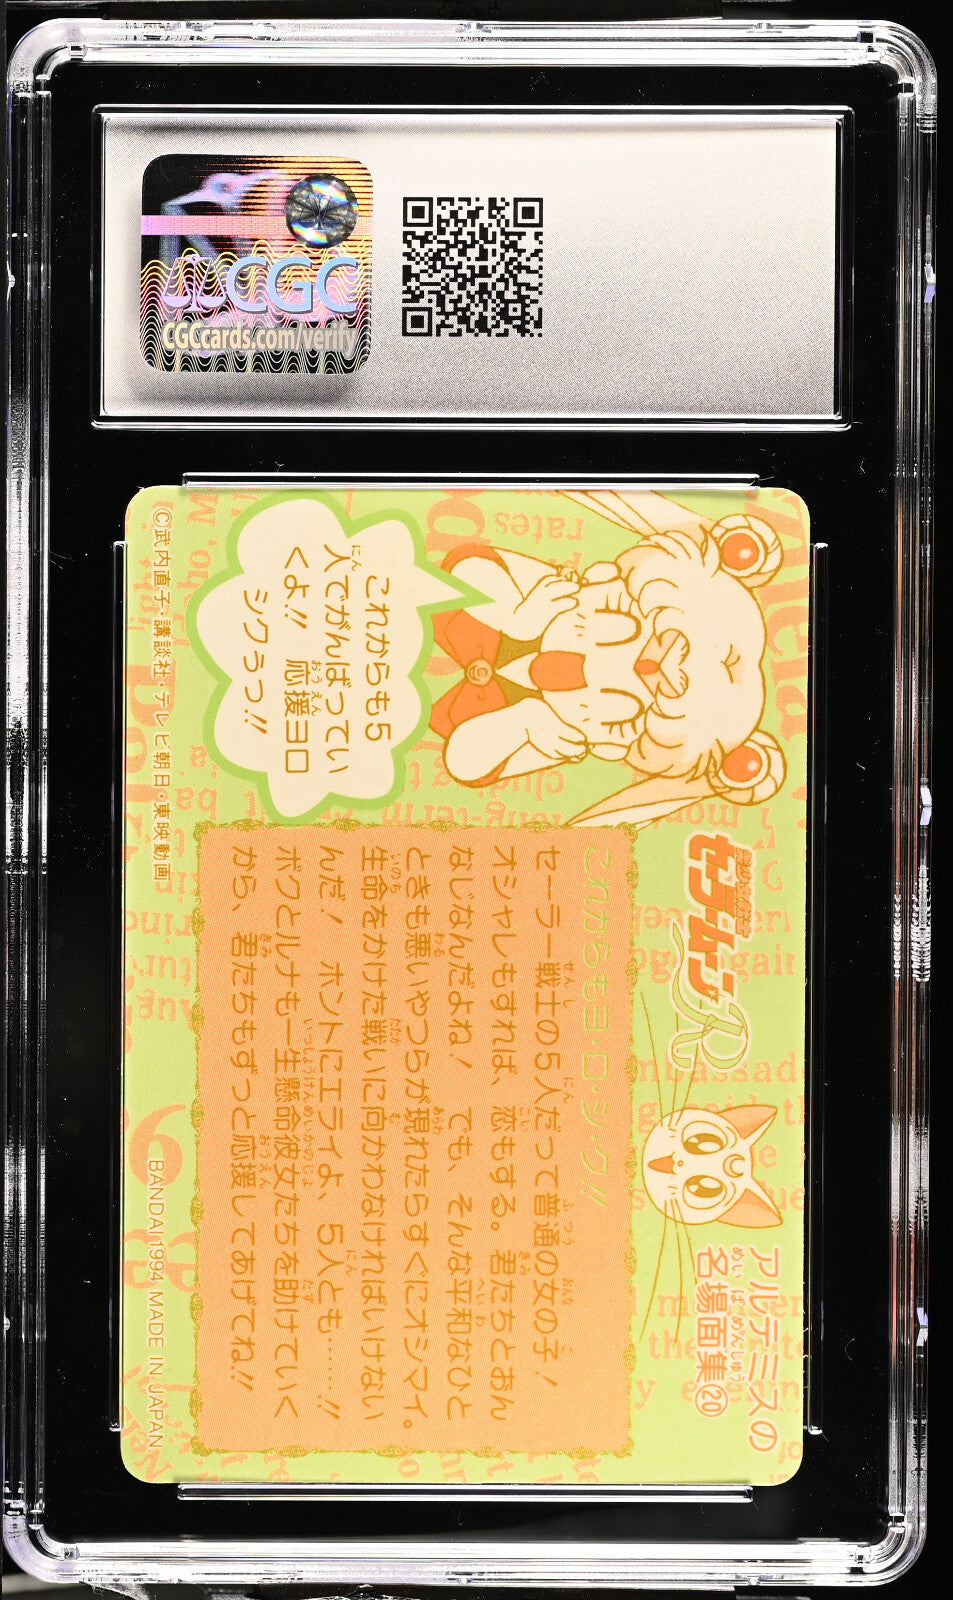 CGC
CGCcards.com/verify
これからも5
人でがんばってい
くよ!! 応援ヨロ
シクぅっ!!
美少女戦士
セーラームーンR
アルテミスの
名場面集⑳
これからもヨ・ロ・シ・ク!!
セーラー戦士の5人だって普通の女の子!
オシャレもすれば、恋もする。君たちとおん
なじなんだよね! でも、そんな平和なひと
ときも悪いやつらが現れたらすぐにオシマイ。
生命をかけた戦いに向かわなければいけない
んだ! ホントにエライよ、5人とも……!!
ボクとルナも一生懸命彼女たちを助けていく
から、君たちもずっと応援してあげてね!!
©武内直子・講談社・テレビ朝日・東映動画
BANDAI 1994 MADE IN JAPAN